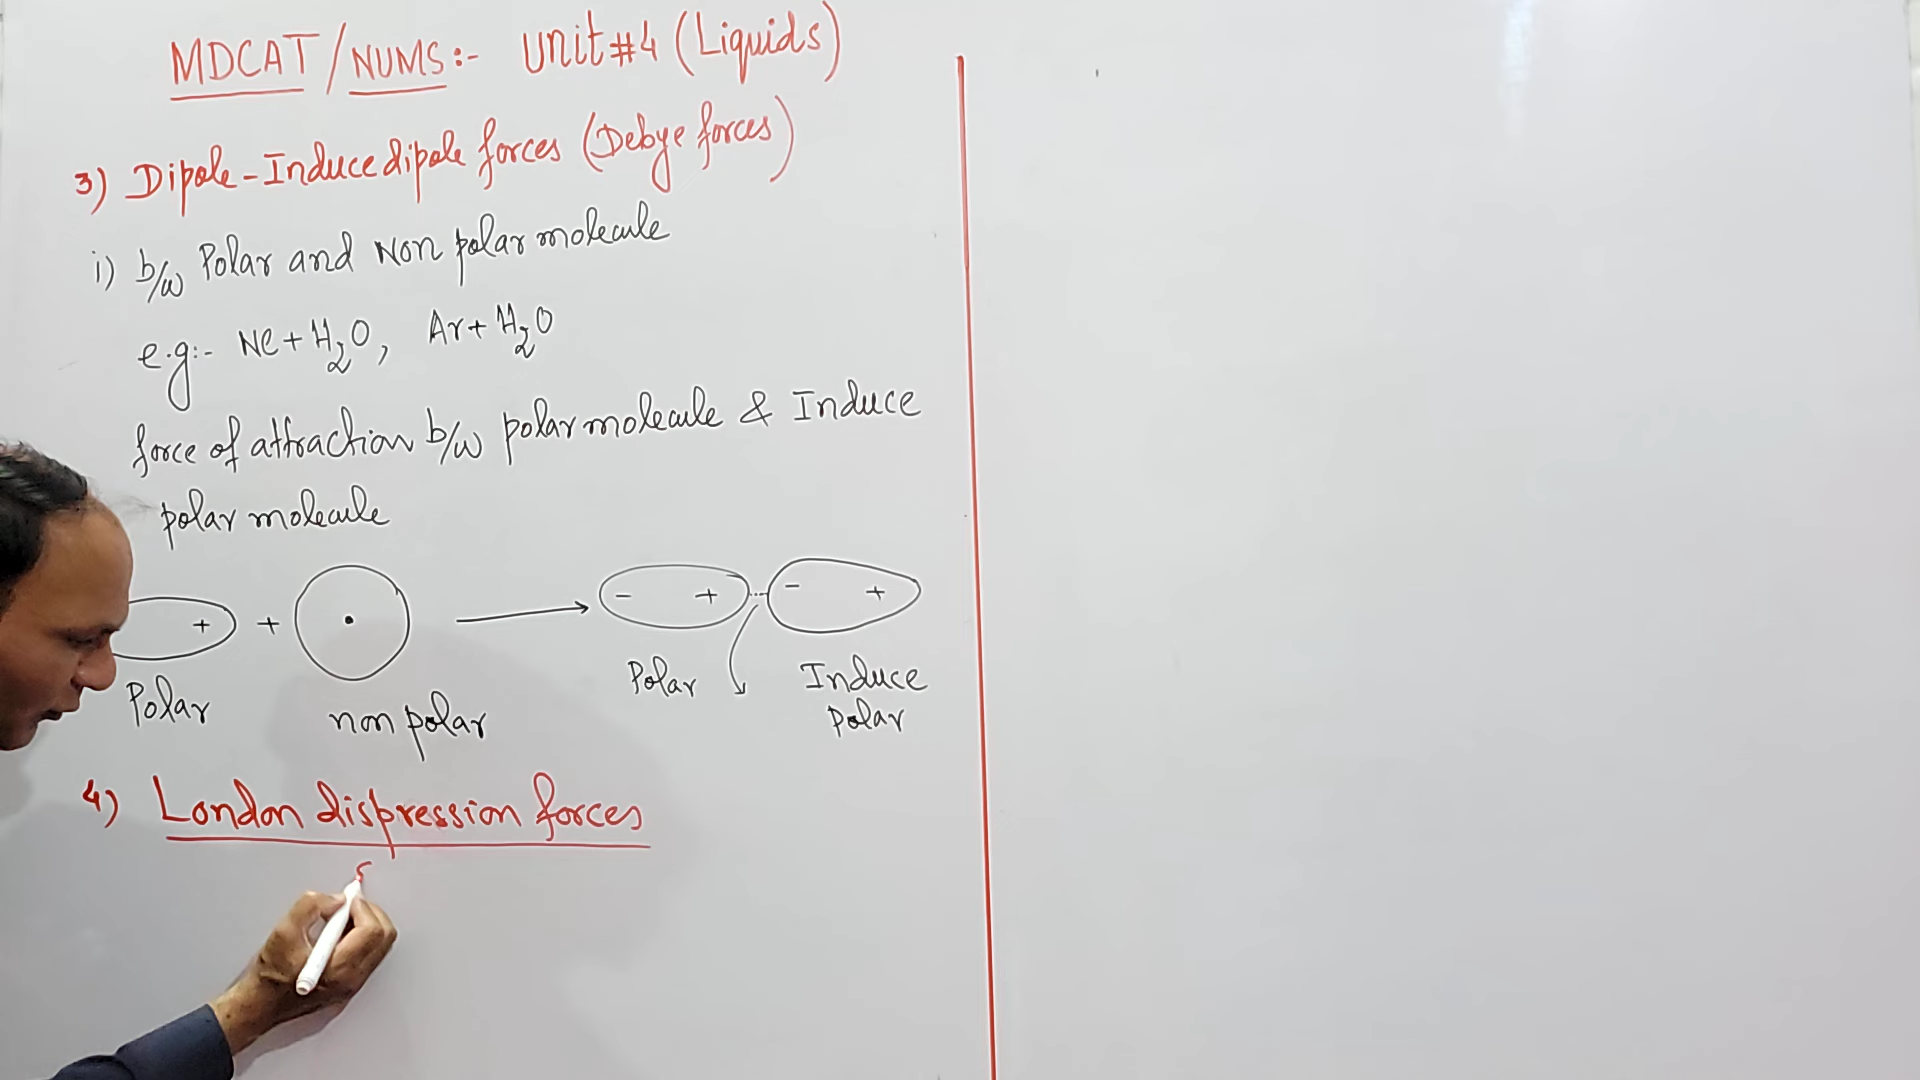 MDCAT/NUMS:- Unit#4 (Liquids)
3) Dipole-Induce dipole forces (Debye forces)
i) b/w Polar and Non polar molecule
e.g:- Ne+H₂O, Ar+H₂O
force of attraction b/w polar molecule & Induce
polar molecule
+ + - + - +
Polar non polar Polar Induce
polar
4) London dispression forces